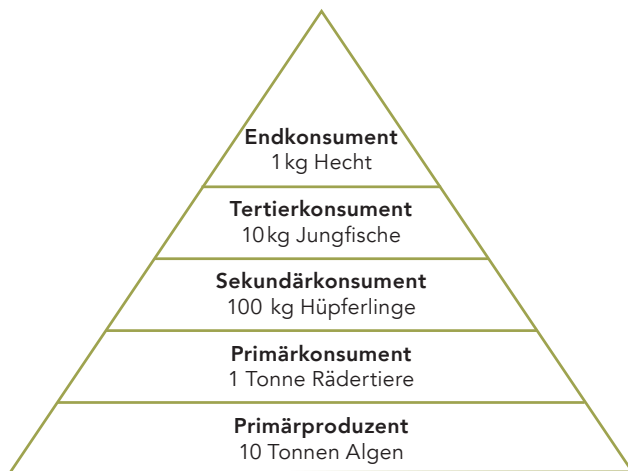 Endkonsument
1 kg Hecht
Tertierkonsument
10 kg Jungfische
Sekundärkonsument
100 kg Hüpferlinge
Primärkonsument
1 Tonne Rädertiere
Primärproduzent
10 Tonnen Algen